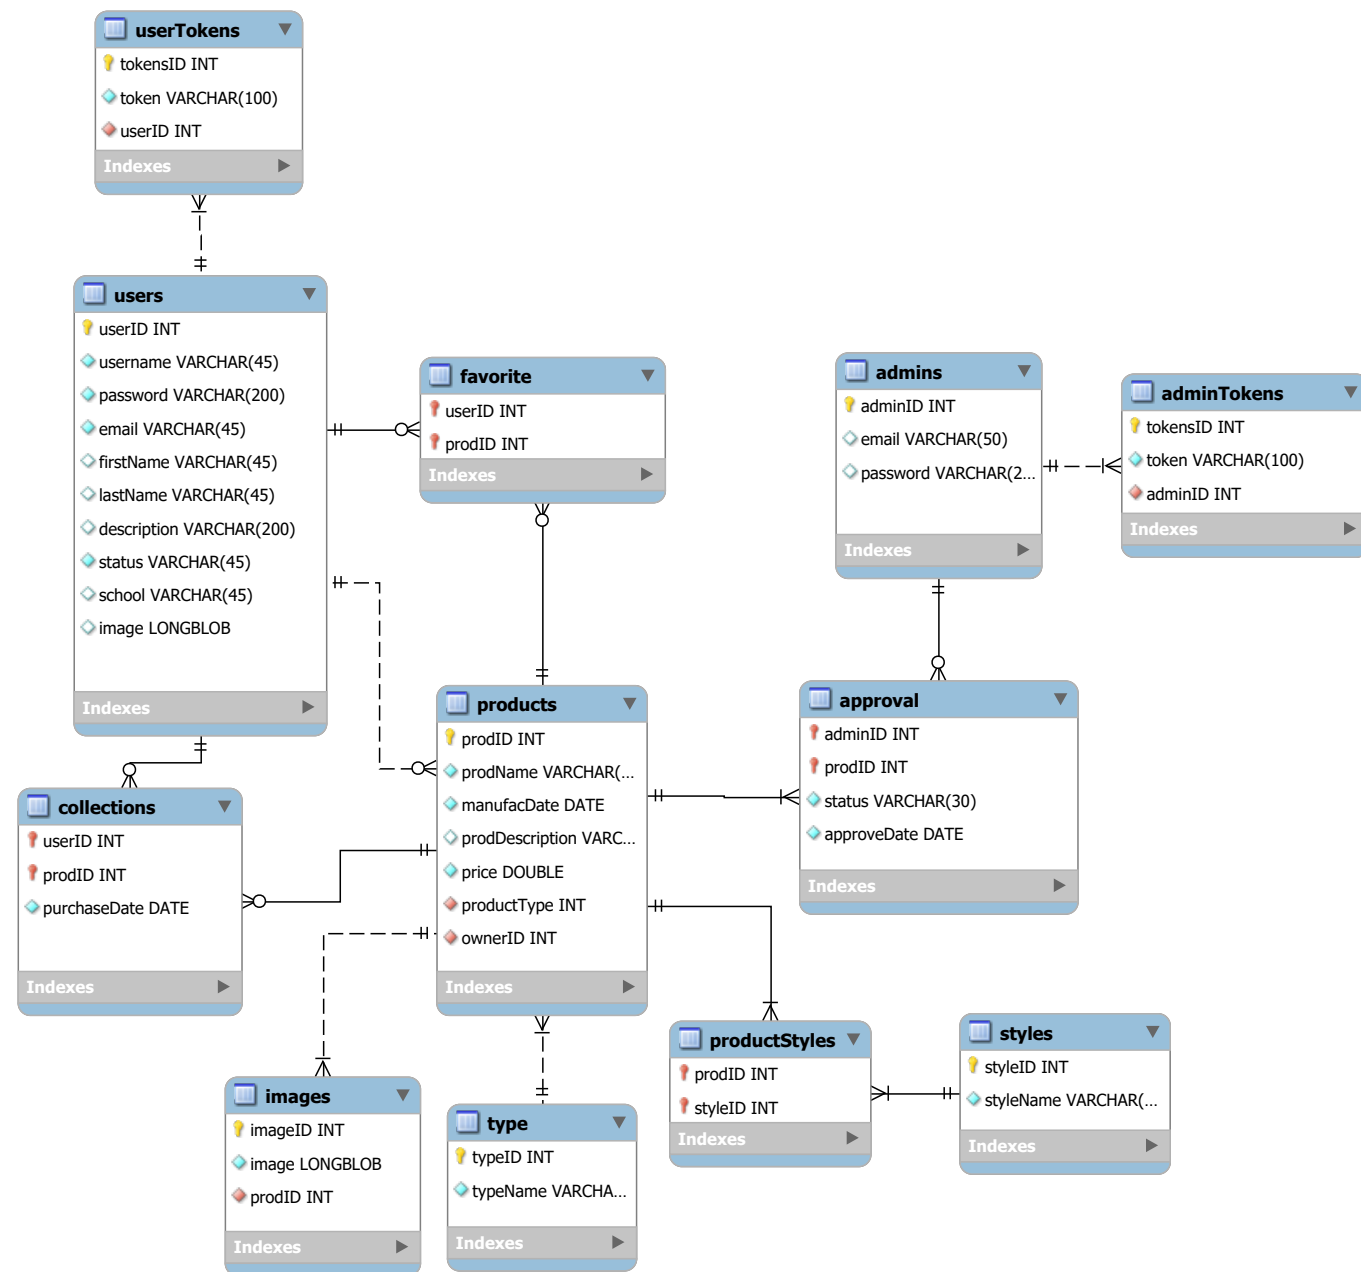 userTokens
tokensID INT
token VARCHAR(100)
userID INT
Indexes
users
userID INT
username VARCHAR(45)
password VARCHAR(200)
email VARCHAR(45)
firstName VARCHAR(45)
lastName VARCHAR(45)
description VARCHAR(200)
status VARCHAR(45)
school VARCHAR(45)
image LONGBLOB
Indexes
favorite
userID INT
prodID INT
Indexes
admins
adminID INT
email VARCHAR(50)
password VARCHAR(2...
Indexes
adminTokens
tokensID INT
token VARCHAR(100)
adminID INT
Indexes
products
prodID INT
prodName VARCHAR(...
manufacDate DATE
prodDescription VARC...
price DOUBLE
productType INT
ownerID INT
Indexes
approval
adminID INT
prodID INT
status VARCHAR(30)
approveDate DATE
Indexes
collections
userID INT
prodID INT
purchaseDate DATE
Indexes
images
imageID INT
image LONGBLOB
prodID INT
Indexes
type
typeID INT
typeName VARCHA...
Indexes
productStyles
prodID INT
styleID INT
Indexes
styles
styleID INT
styleName VARCHAR(...
Indexes